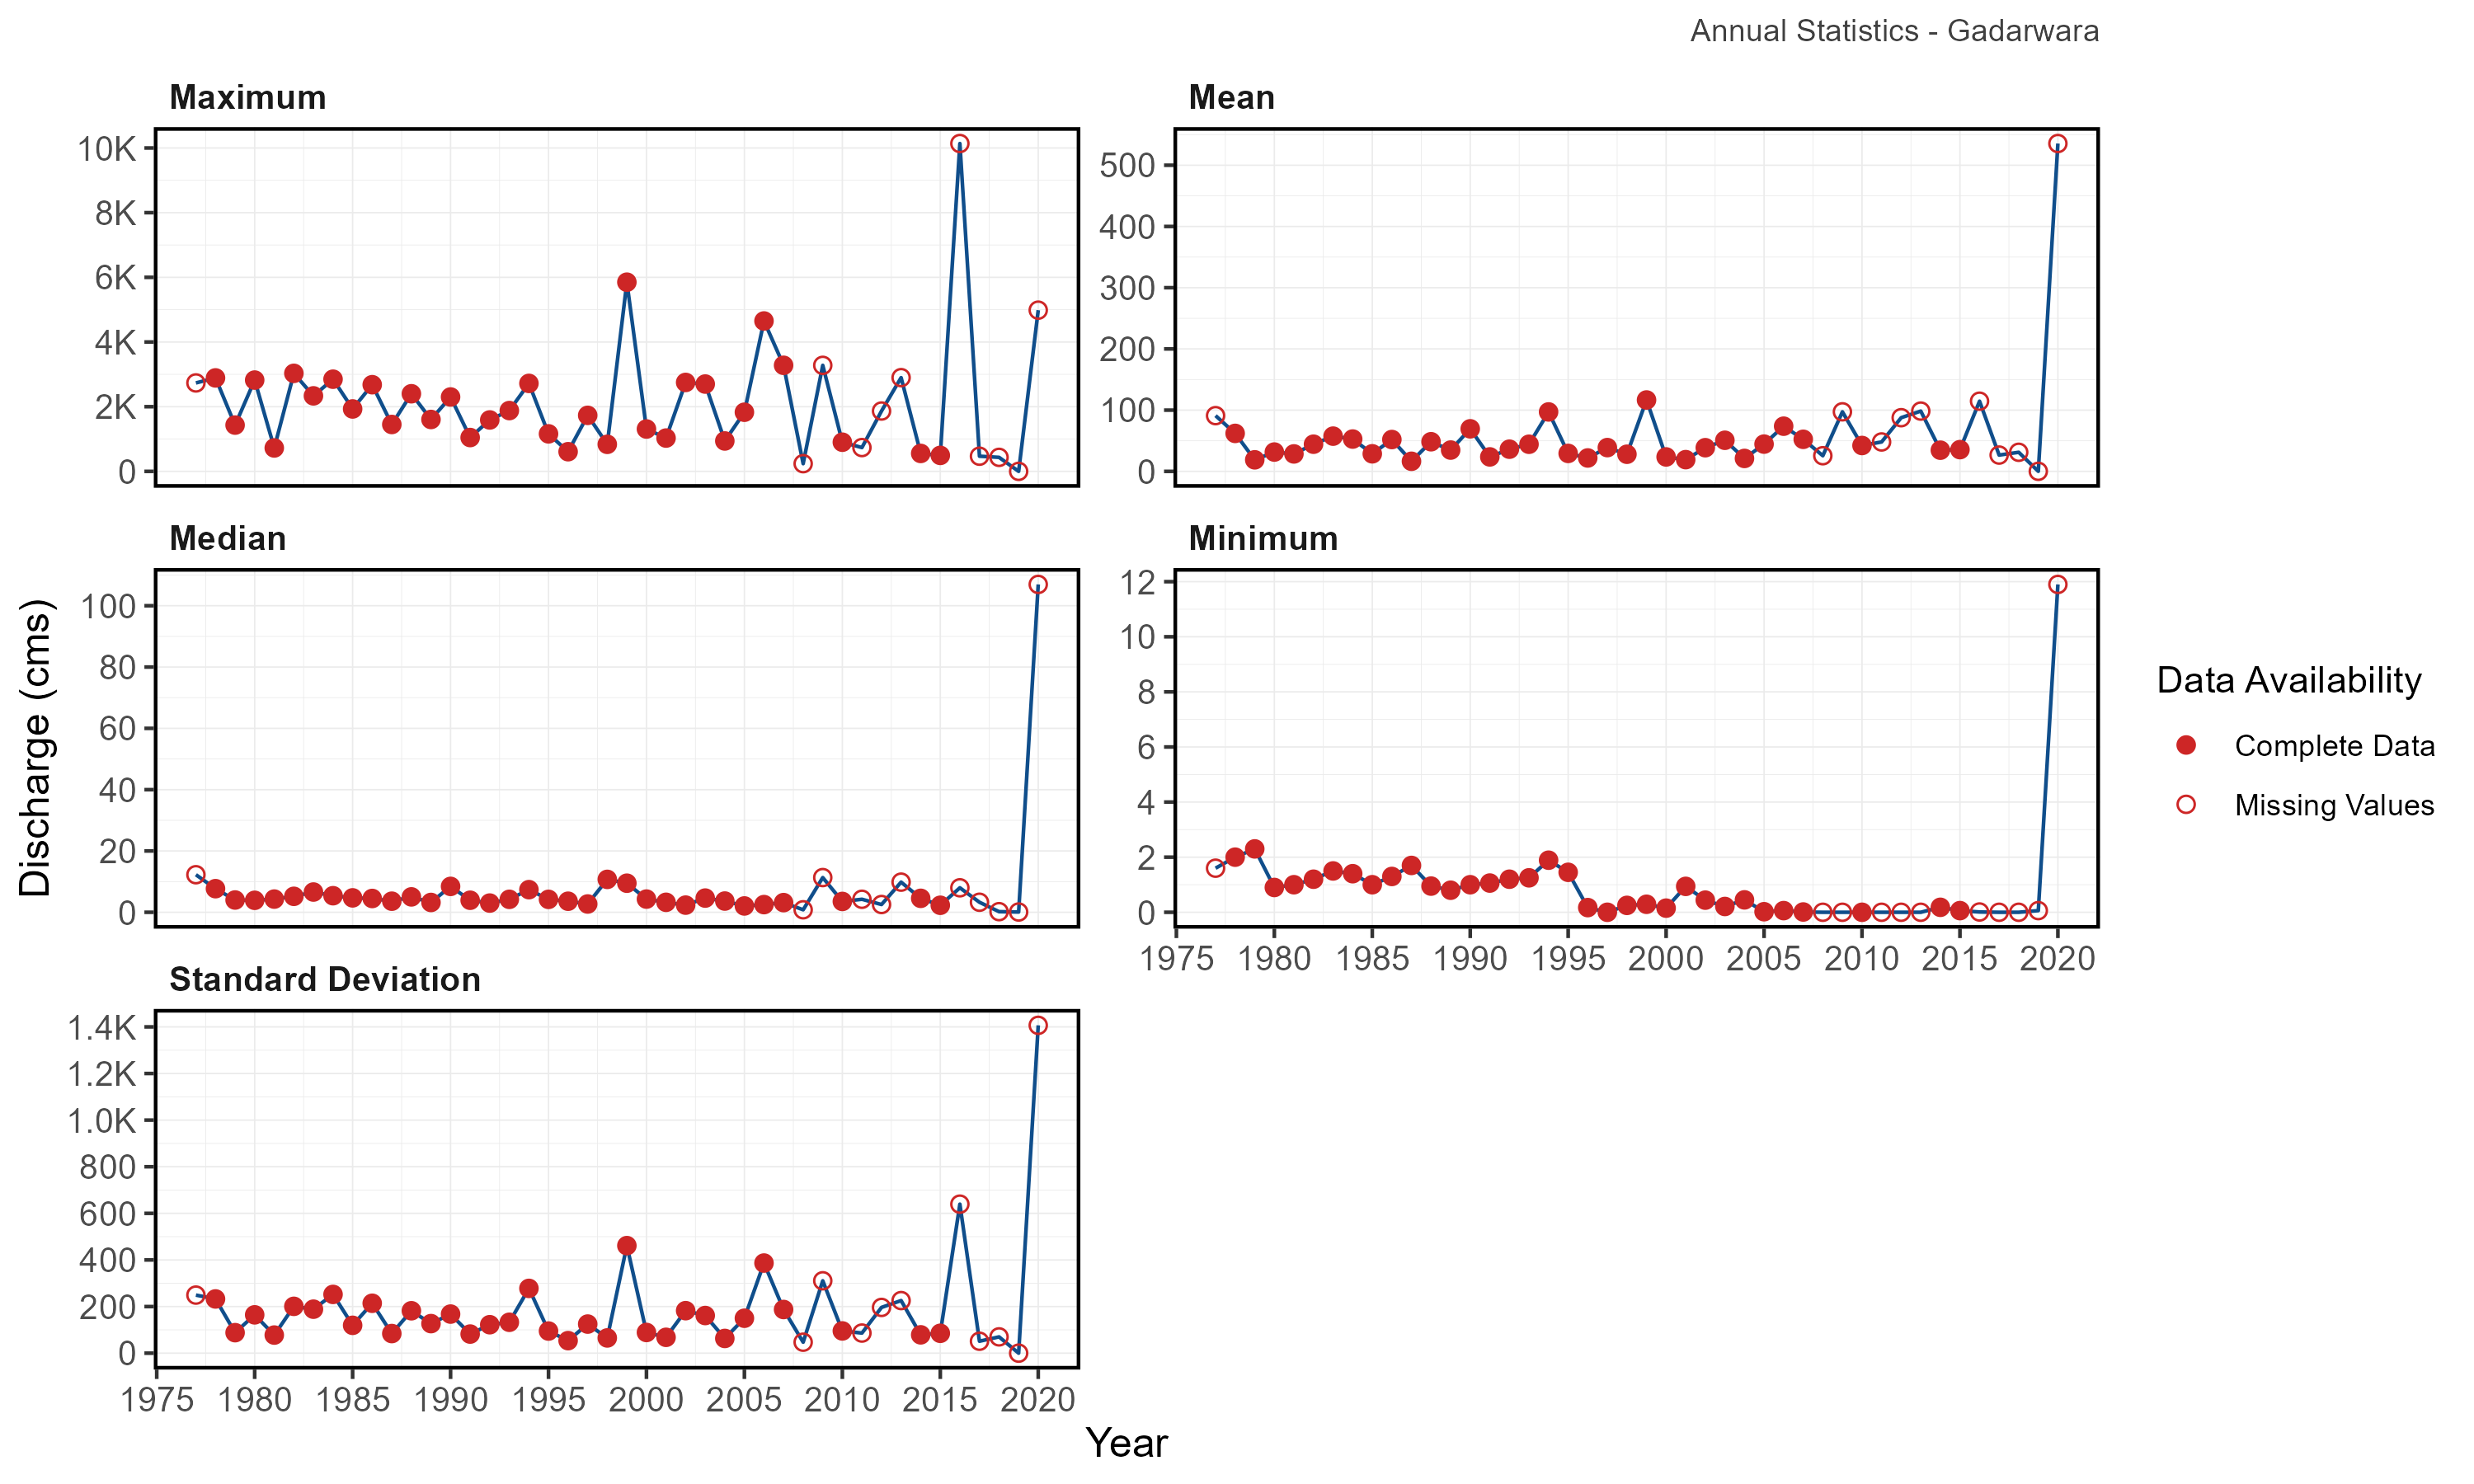 Annual Statistics - Gadarwara
Maximum
10K
8K
6K
4K
2K
0
Mean
500
400
300
200
100
0
Median
100
80
60
40
20
0
Minimum
12
10
8
6
4
2
0
1975 1980 1985 1990 1995 2000 2005 2010 2015 2020
Standard Deviation
1.4K
1.2K
1.0K
800
600
400
200
0
1975 1980 1985 1990 1995 2000 2005 2010 2015 2020
Year
Discharge (cms)
Data Availability
Complete Data
Missing Values